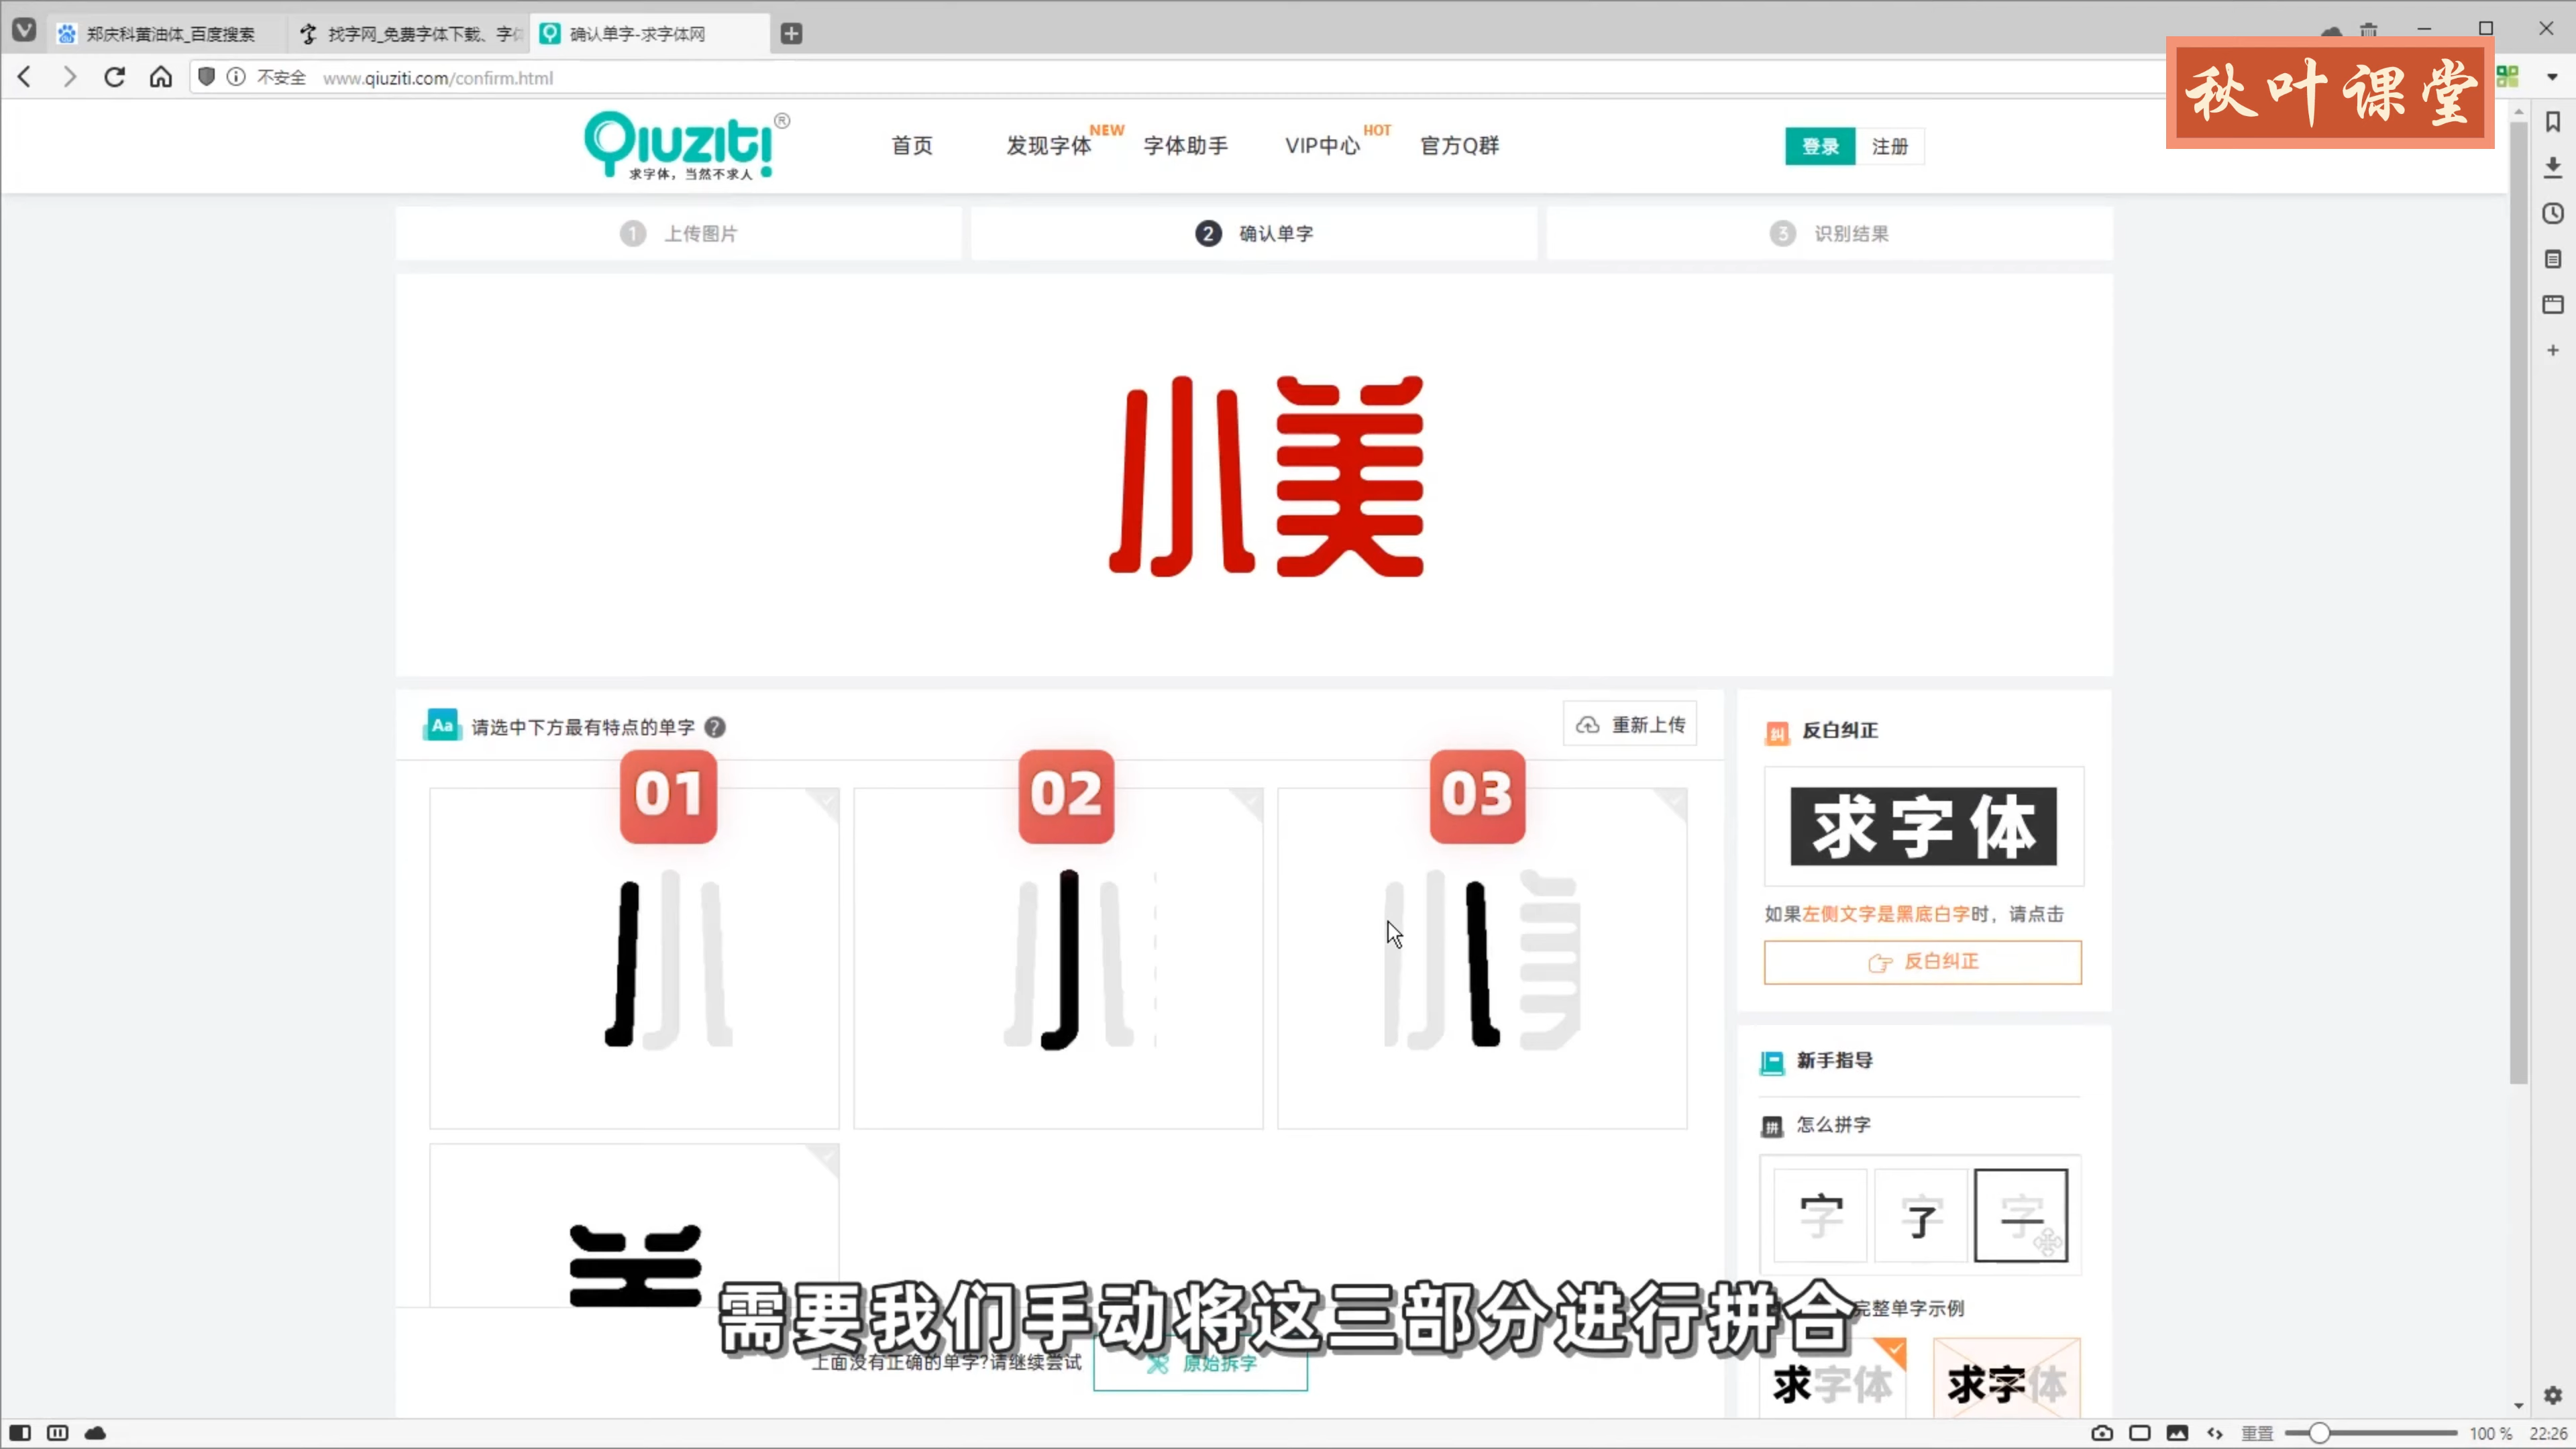 郑庆科黄油体_百度搜索
找字网_免费字体下载、字体
确认单字-求字体网
不安全 www.qiuziti.com/confirm.html
秋叶课堂
Qiuziti!®
求字体，当然不求人
首页
发现字体 NEW
字体助手
VIP中心 HOT
官方Q群
登录
注册
1 上传图片
2 确认单字
3 识别结果
小美
Aa 请选中下方最有特点的单字 ?
重新上传
01
02
03
小
小
小
纠 反白纠正
求字体
如果左侧文字是黑底白字时，请点击
反白纠正
新手指导
拼 怎么拼字
字 字 字
完整单字示例
求字体
求字体
需要我们手动将这三部分进行拼合
上面没有正确的单字?请继续尝试
原始拆字
重置
100 %
22:26